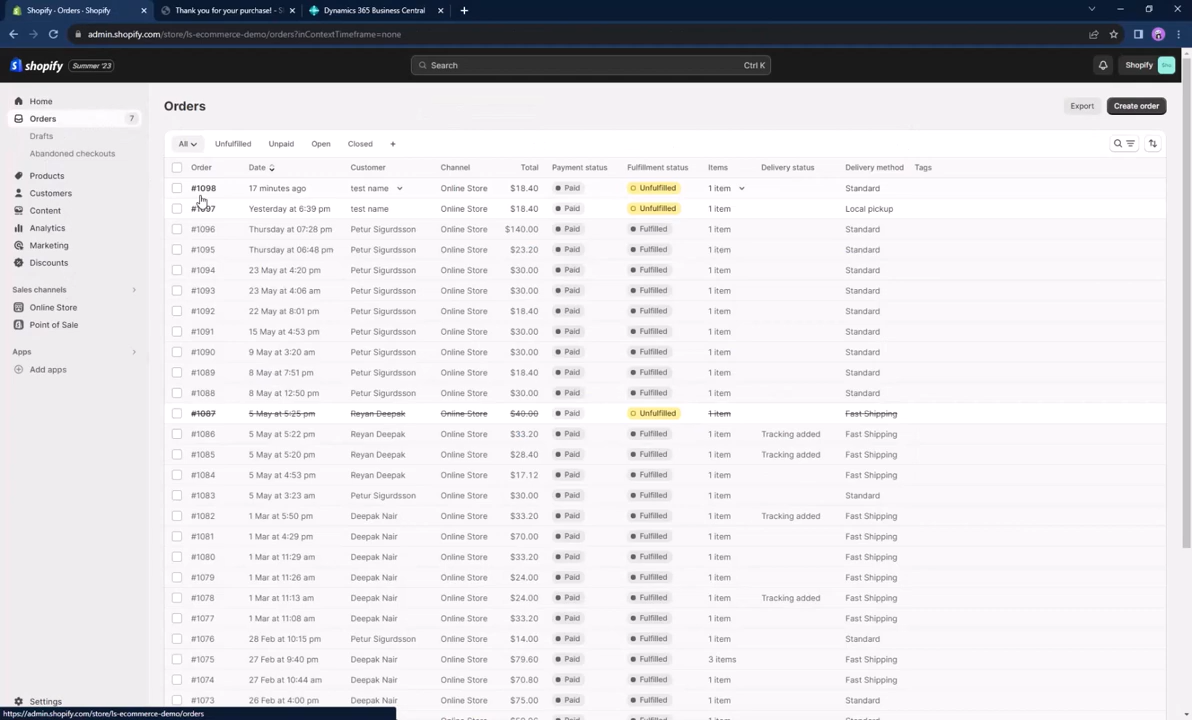 Shopify - Orders - Shopify
Thank you for your purchase! - S
Dynamics 365 Business Central
admin.shopify.com/store/ls-ecommerce-demo/orders?inContextTimeframe=none
shopify Summer '23 Search Ctrl K Shopify
Home
Orders 7
Drafts
Abandoned checkouts
Products
Customers
Content
Analytics
Marketing
Discounts
Sales channels
Online Store
Point of Sale
Apps
Add apps
Settings
https://admin.shopify.com/store/ls-ecommerce-demo/orders
Orders Export Create order
All Unfulfilled Unpaid Open Closed +
Order Date Customer Channel Total Payment status Fulfillment status Items Delivery status Delivery method Tags
#1098 17 minutes ago test name Online Store $18.40 Paid Unfulfilled 1 item Standard
#1097 Yesterday at 6:39 pm test name Online Store $18.40 Paid Unfulfilled 1 item Local pickup
#1096 Thursday at 07:28 pm Petur Sigurdsson Online Store $140.00 Paid Fulfilled 1 item Standard
#1095 Thursday at 06:48 pm Petur Sigurdsson Online Store $23.20 Paid Fulfilled 1 item Standard
#1094 23 May at 4:20 pm Petur Sigurdsson Online Store $30.00 Paid Fulfilled 1 item Standard
#1093 23 May at 4:06 am Petur Sigurdsson Online Store $30.00 Paid Fulfilled 1 item Standard
#1092 22 May at 8:01 pm Petur Sigurdsson Online Store $18.40 Paid Fulfilled 1 item Standard
#1091 15 May at 4:53 pm Petur Sigurdsson Online Store $30.00 Paid Fulfilled 1 item Standard
#1090 9 May at 3:20 am Petur Sigurdsson Online Store $30.00 Paid Fulfilled 1 item Standard
#1089 8 May at 7:51 pm Petur Sigurdsson Online Store $18.40 Paid Fulfilled 1 item Standard
#1088 8 May at 12:50 pm Petur Sigurdsson Online Store $30.00 Paid Fulfilled 1 item Standard
#1087 5 May at 5:25 pm Reyan Deepak Online Store $40.00 Paid Unfulfilled 1 item Fast Shipping
#1086 5 May at 5:22 pm Reyan Deepak Online Store $33.20 Paid Fulfilled 1 item Tracking added Fast Shipping
#1085 5 May at 5:20 pm Reyan Deepak Online Store $28.40 Paid Fulfilled 1 item Tracking added Fast Shipping
#1084 5 May at 4:53 pm Reyan Deepak Online Store $17.12 Paid Fulfilled 1 item Fast Shipping
#1083 5 May at 3:23 am Petur Sigurdsson Online Store $30.00 Paid Fulfilled 1 item Standard
#1082 1 Mar at 5:50 pm Deepak Nair Online Store $33.20 Paid Fulfilled 1 item Tracking added Fast Shipping
#1081 1 Mar at 4:29 pm Deepak Nair Online Store $70.00 Paid Fulfilled 1 item Fast Shipping
#1080 1 Mar at 11:29 am Deepak Nair Online Store $33.20 Paid Fulfilled 1 item Fast Shipping
#1079 1 Mar at 11:26 am Deepak Nair Online Store $24.00 Paid Fulfilled 1 item Fast Shipping
#1078 1 Mar at 11:13 am Deepak Nair Online Store $24.00 Paid Fulfilled 1 item Tracking added Fast Shipping
#1077 1 Mar at 11:08 am Deepak Nair Online Store $33.20 Paid Fulfilled 1 item Fast Shipping
#1076 28 Feb at 10:15 pm Petur Sigurdsson Online Store $14.00 Paid Fulfilled 1 item Standard
#1075 27 Feb at 9:40 pm Deepak Nair Online Store $79.60 Paid Fulfilled 3 items Fast Shipping
#1074 27 Feb at 10:44 am Deepak Nair Online Store $70.80 Paid Fulfilled 1 item Fast Shipping
#1073 26 Feb at 4:00 pm Deepak Nair Online Store $75.00 Paid Fulfilled 1 item Standard